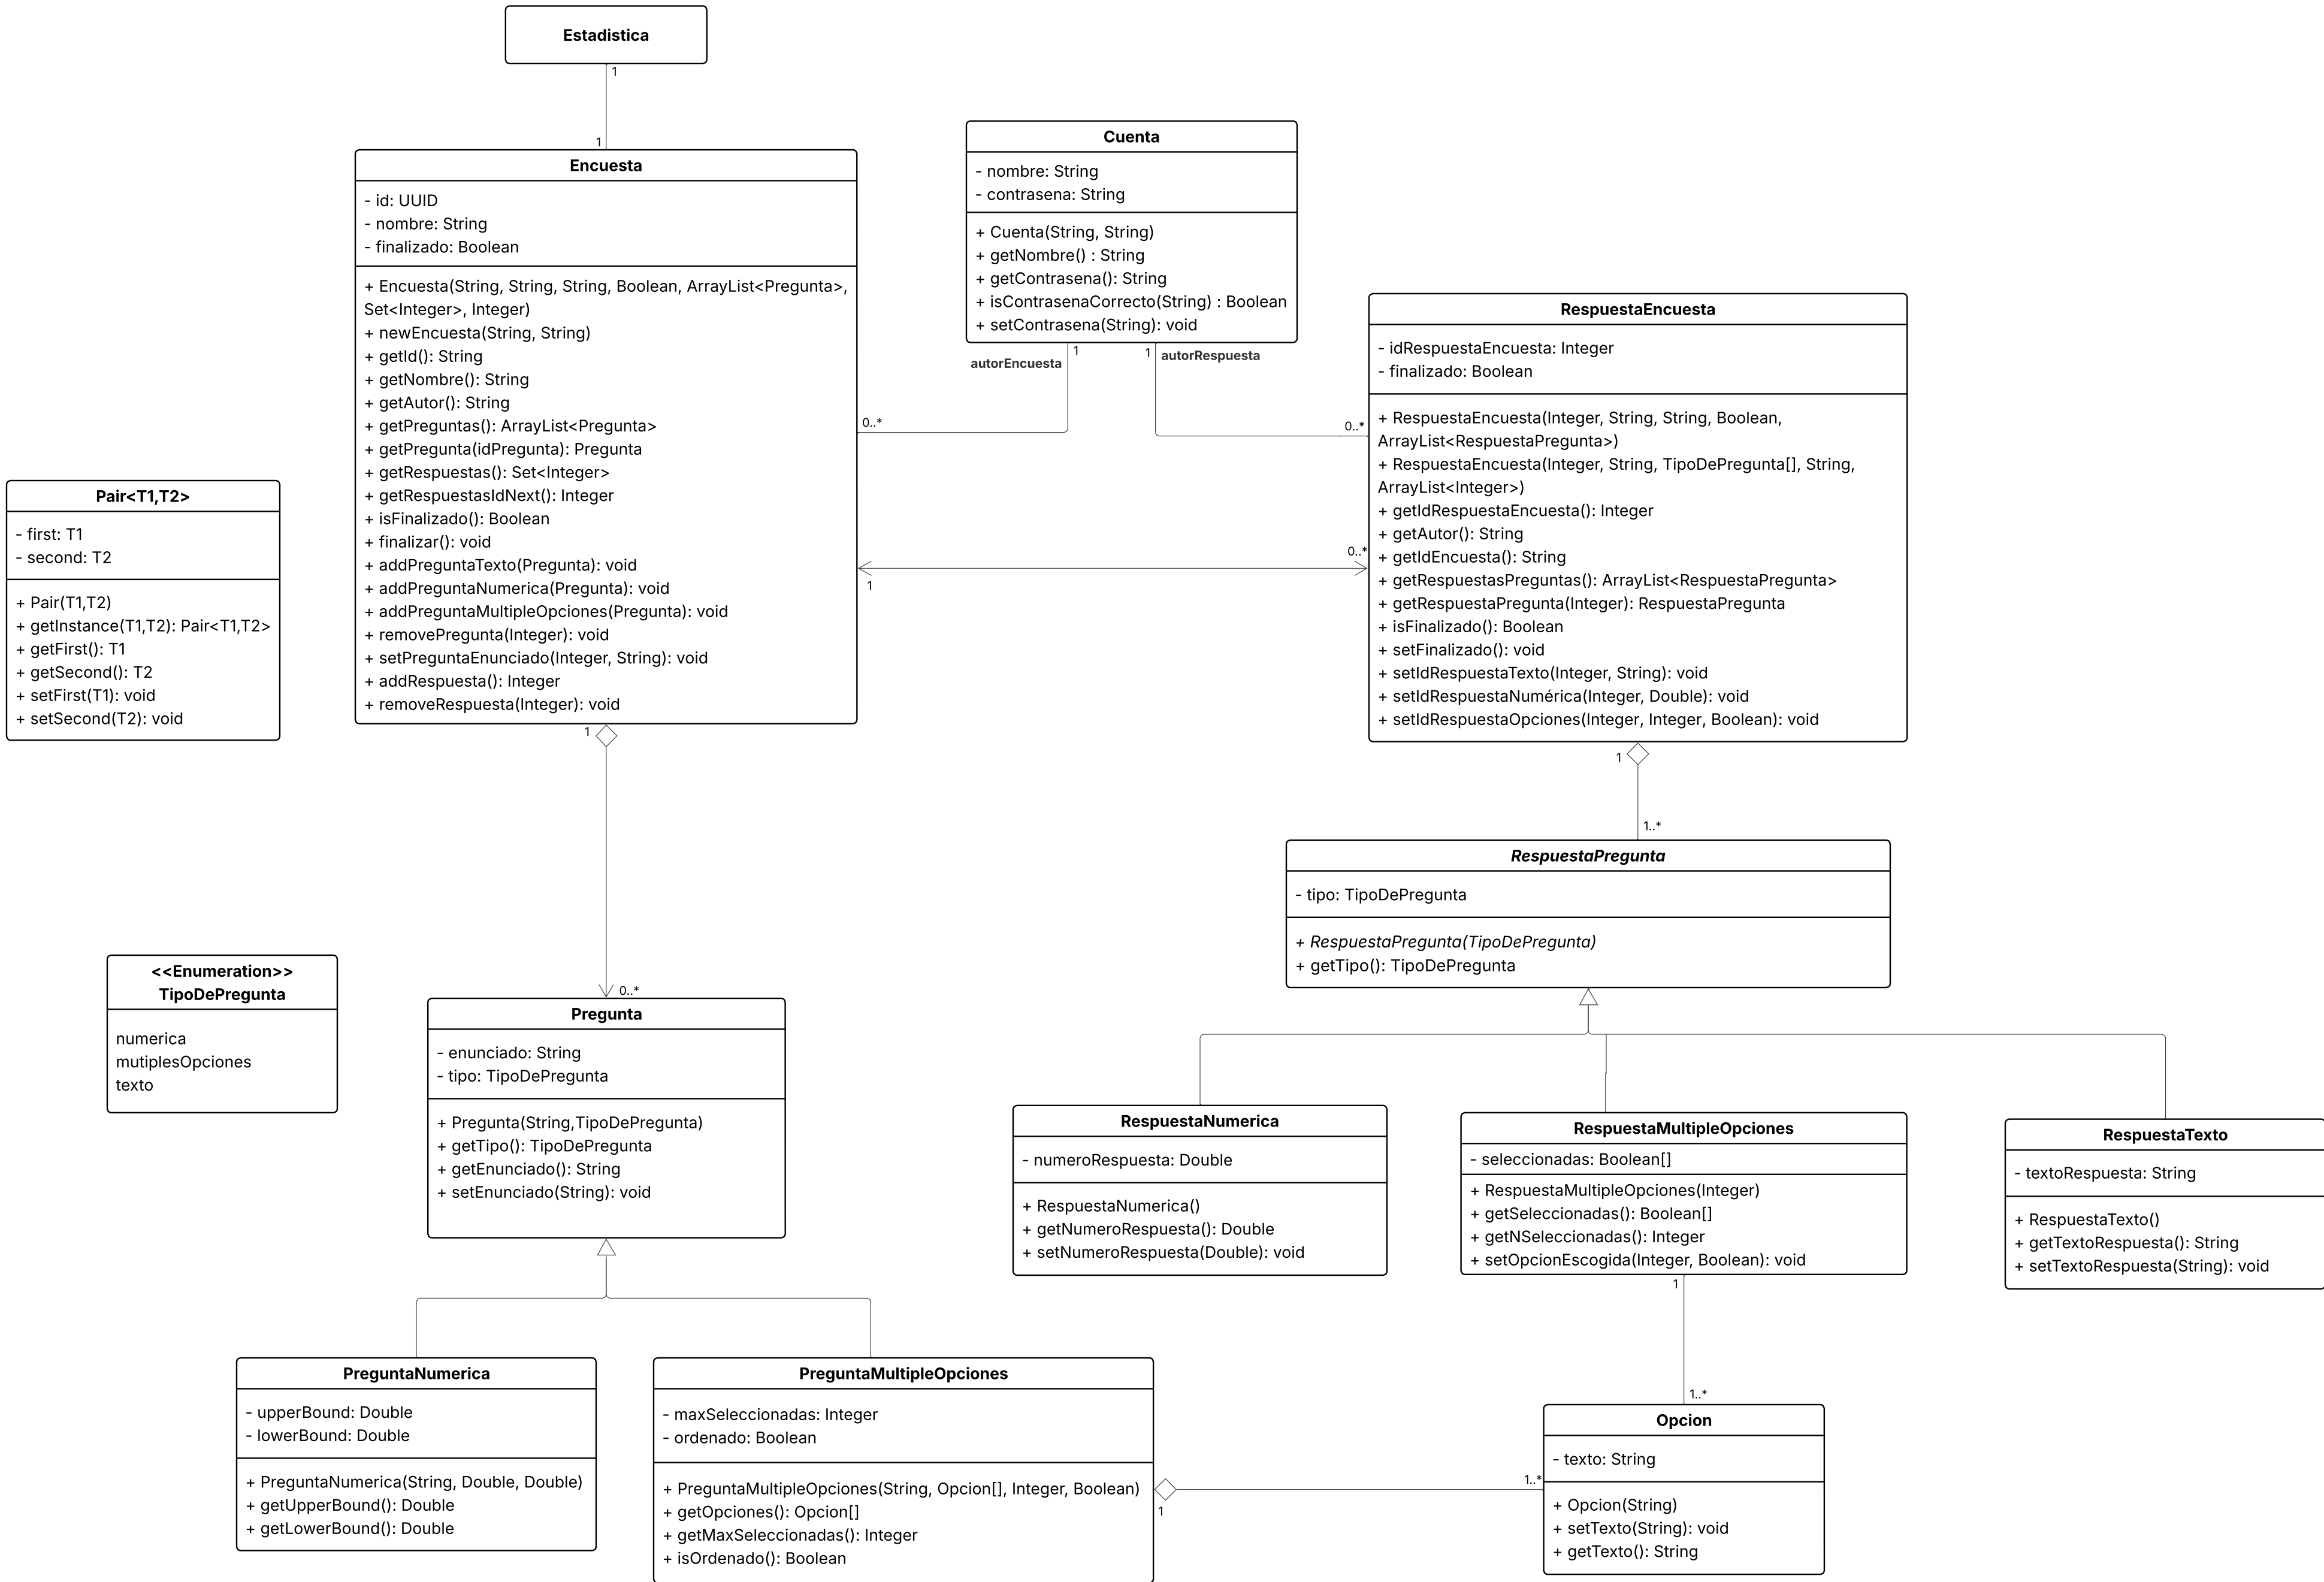 Estadistica
1
1
Encuesta
- id: UUID
- nombre: String
- finalizado: Boolean
+ Encuesta(String, String, String, Boolean, ArrayList<Pregunta>,
Set<Integer>, Integer)
+ newEncuesta(String, String)
+ getId(): String
+ getNombre(): String
+ getAutor(): String
+ getPreguntas(): ArrayList<Pregunta>
+ getPregunta(idPregunta): Pregunta
+ getRespuestas(): Set<Integer>
+ getRespuestasIdNext(): Integer
+ isFinalizado(): Boolean
+ finalizar(): void
+ addPreguntaTexto(Pregunta): void
+ addPreguntaNumerica(Pregunta): void
+ addPreguntaMultipleOpciones(Pregunta): void
+ removePregunta(Integer): void
+ setPreguntaEnunciado(Integer, String): void
+ addRespuesta(): Integer
+ removeRespuesta(Integer): void
Cuenta
- nombre: String
- contrasena: String
+ Cuenta(String, String)
+ getNombre() : String
+ getContrasena(): String
+ isContrasenaCorrecto(String) : Boolean
+ setContrasena(String): void
autorEncuesta
1
1
autorRespuesta
0..*
0..*
0..*
1
RespuestaEncuesta
- idRespuestaEncuesta: Integer
- finalizado: Boolean
+ RespuestaEncuesta(Integer, String, String, Boolean,
ArrayList<RespuestaPregunta>)
+ RespuestaEncuesta(Integer, String, TipoDePregunta[], String,
ArrayList<Integer>)
+ getIdRespuestaEncuesta(): Integer
+ getAutor(): String
+ getIdEncuesta(): String
+ getRespuestasPreguntas(): ArrayList<RespuestaPregunta>
+ getRespuestaPregunta(Integer): RespuestaPregunta
+ isFinalizado(): Boolean
+ setFinalizado(): void
+ setIdRespuestaTexto(Integer, String): void
+ setIdRespuestaNumérica(Integer, Double): void
+ setIdRespuestaOpciones(Integer, Integer, Boolean): void
Pair<T1,T2>
- first: T1
- second: T2
+ Pair(T1,T2)
+ getInstance(T1,T2): Pair<T1,T2>
+ getFirst(): T1
+ getSecond(): T2
+ setFirst(T1): void
+ setSecond(T2): void
1
0..*
1
1..*
RespuestaPregunta
- tipo: TipoDePregunta
+ RespuestaPregunta(TipoDePregunta)
+ getTipo(): TipoDePregunta
<<Enumeration>>
TipoDePregunta
numerica
mutiplesOpciones
texto
Pregunta
- enunciado: String
- tipo: TipoDePregunta
+ Pregunta(String,TipoDePregunta)
+ getTipo(): TipoDePregunta
+ getEnunciado(): String
+ setEnunciado(String): void
RespuestaNumerica
- numeroRespuesta: Double
+ RespuestaNumerica()
+ getNumeroRespuesta(): Double
+ setNumeroRespuesta(Double): void
RespuestaMultipleOpciones
- seleccionadas: Boolean[]
+ RespuestaMultipleOpciones(Integer)
+ getSeleccionadas(): Boolean[]
+ getNSeleccionadas(): Integer
+ setOpcionEscogida(Integer, Boolean): void
RespuestaTexto
- textoRespuesta: String
+ RespuestaTexto()
+ getTextoRespuesta(): String
+ setTextoRespuesta(String): void
1
1..*
PreguntaNumerica
- upperBound: Double
- lowerBound: Double
+ PreguntaNumerica(String, Double, Double)
+ getUpperBound(): Double
+ getLowerBound(): Double
PreguntaMultipleOpciones
- maxSeleccionadas: Integer
- ordenado: Boolean
+ PreguntaMultipleOpciones(String, Opcion[], Integer, Boolean)
+ getOpciones(): Opcion[]
+ getMaxSeleccionadas(): Integer
+ isOrdenado(): Boolean
1
1..*
Opcion
- texto: String
+ Opcion(String)
+ setTexto(String): void
+ getTexto(): String